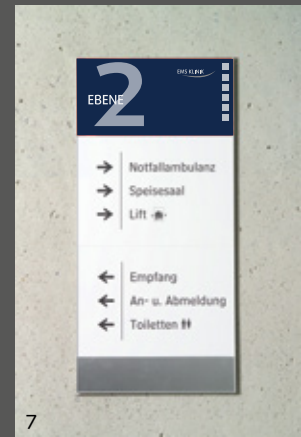 EMS KLINIK
2
EBENE
Notfallambulanz
Speisesaal
Lift
Empfang
An- u. Abmeldung
Toiletten
7